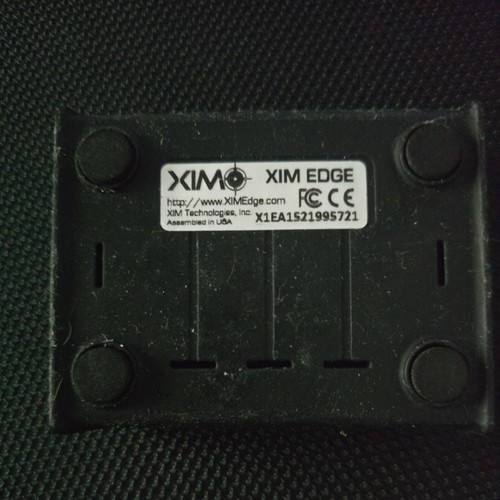 XIM XIM EDGE
http://www.XIMEdge.com FC CE
XIM Technologies, Inc.
Assembled in USA
X1EA1521995721